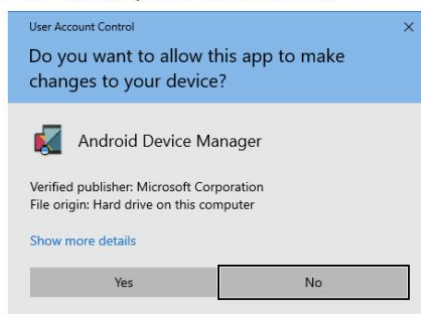 User Account Control
Do you want to allow this app to make
changes to your device?
Android Device Manager
Verified publisher: Microsoft Corporation
File origin: Hard drive on this computer
Show more details
Yes
No